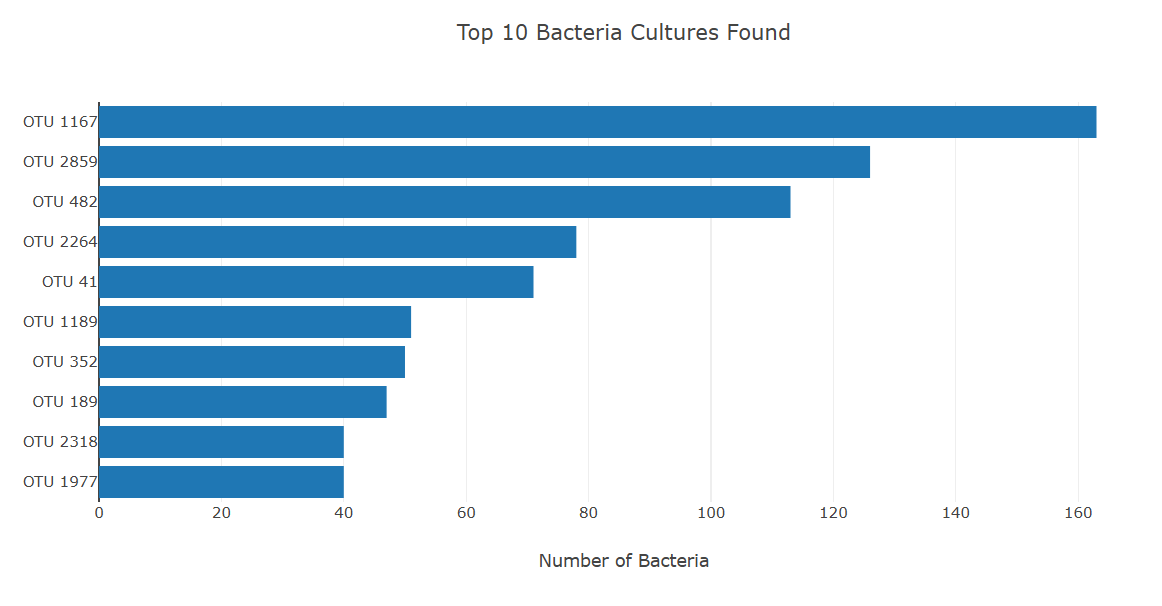 Top 10 Bacteria Cultures Found
OTU 1167
OTU 2859
OTU 482
OTU 2264
OTU 41
OTU 1189
OTU 352
OTU 189
OTU 2318
OTU 1977
0 20 40 60 80 100 120 140 160
Number of Bacteria